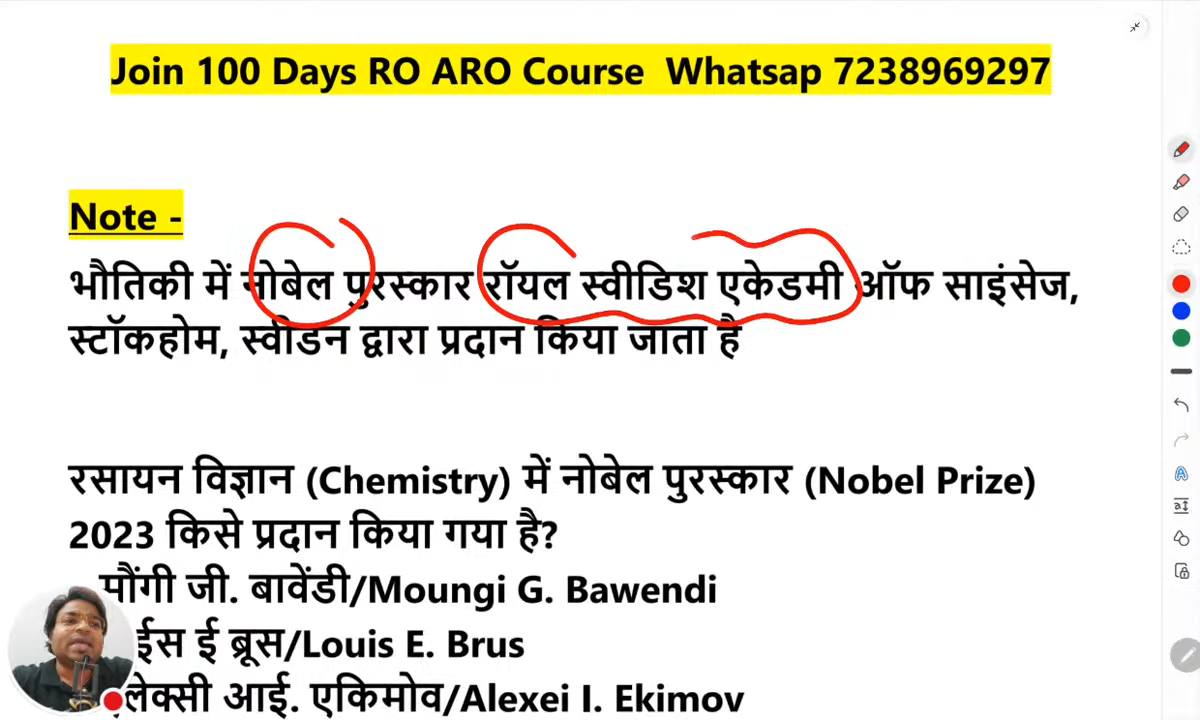 Join 100 Days RO ARO Course Whatsap 7238969297
Note -
भौतिकी में नोबेल पुरस्कार रॉयल स्वीडिश एकेडमी ऑफ साइंसेज,
स्टॉकहोम, स्वीडन द्वारा प्रदान किया जाता है
रसायन विज्ञान (Chemistry) में नोबेल पुरस्कार (Nobel Prize)
2023 किसे प्रदान किया गया है?
मौंगी जी. बावेंडी/Moungi G. Bawendi
ई ब्रूस/Louis E. Brus
आई. एकिमोव/Alexei I. Ekimov